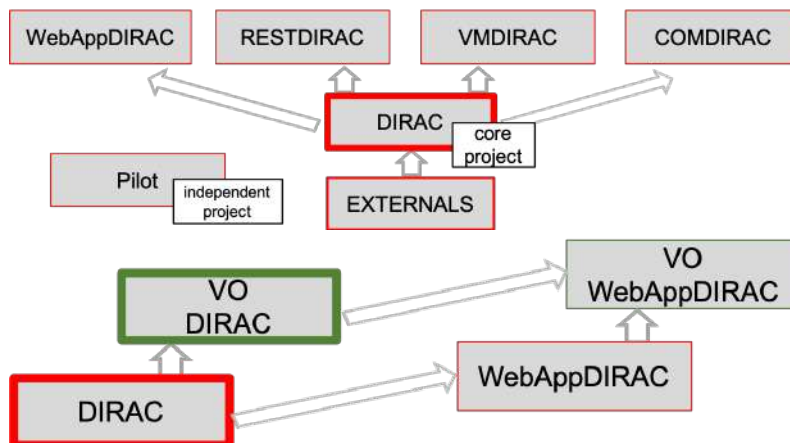 WebAppDIRAC
RESTDIRAC
VMDIRAC
COMDIRAC
DIRAC
core
project
Pilot
independent
project
EXTERNALS
VO
DIRAC
VO
WebAppDIRAC
DIRAC
WebAppDIRAC